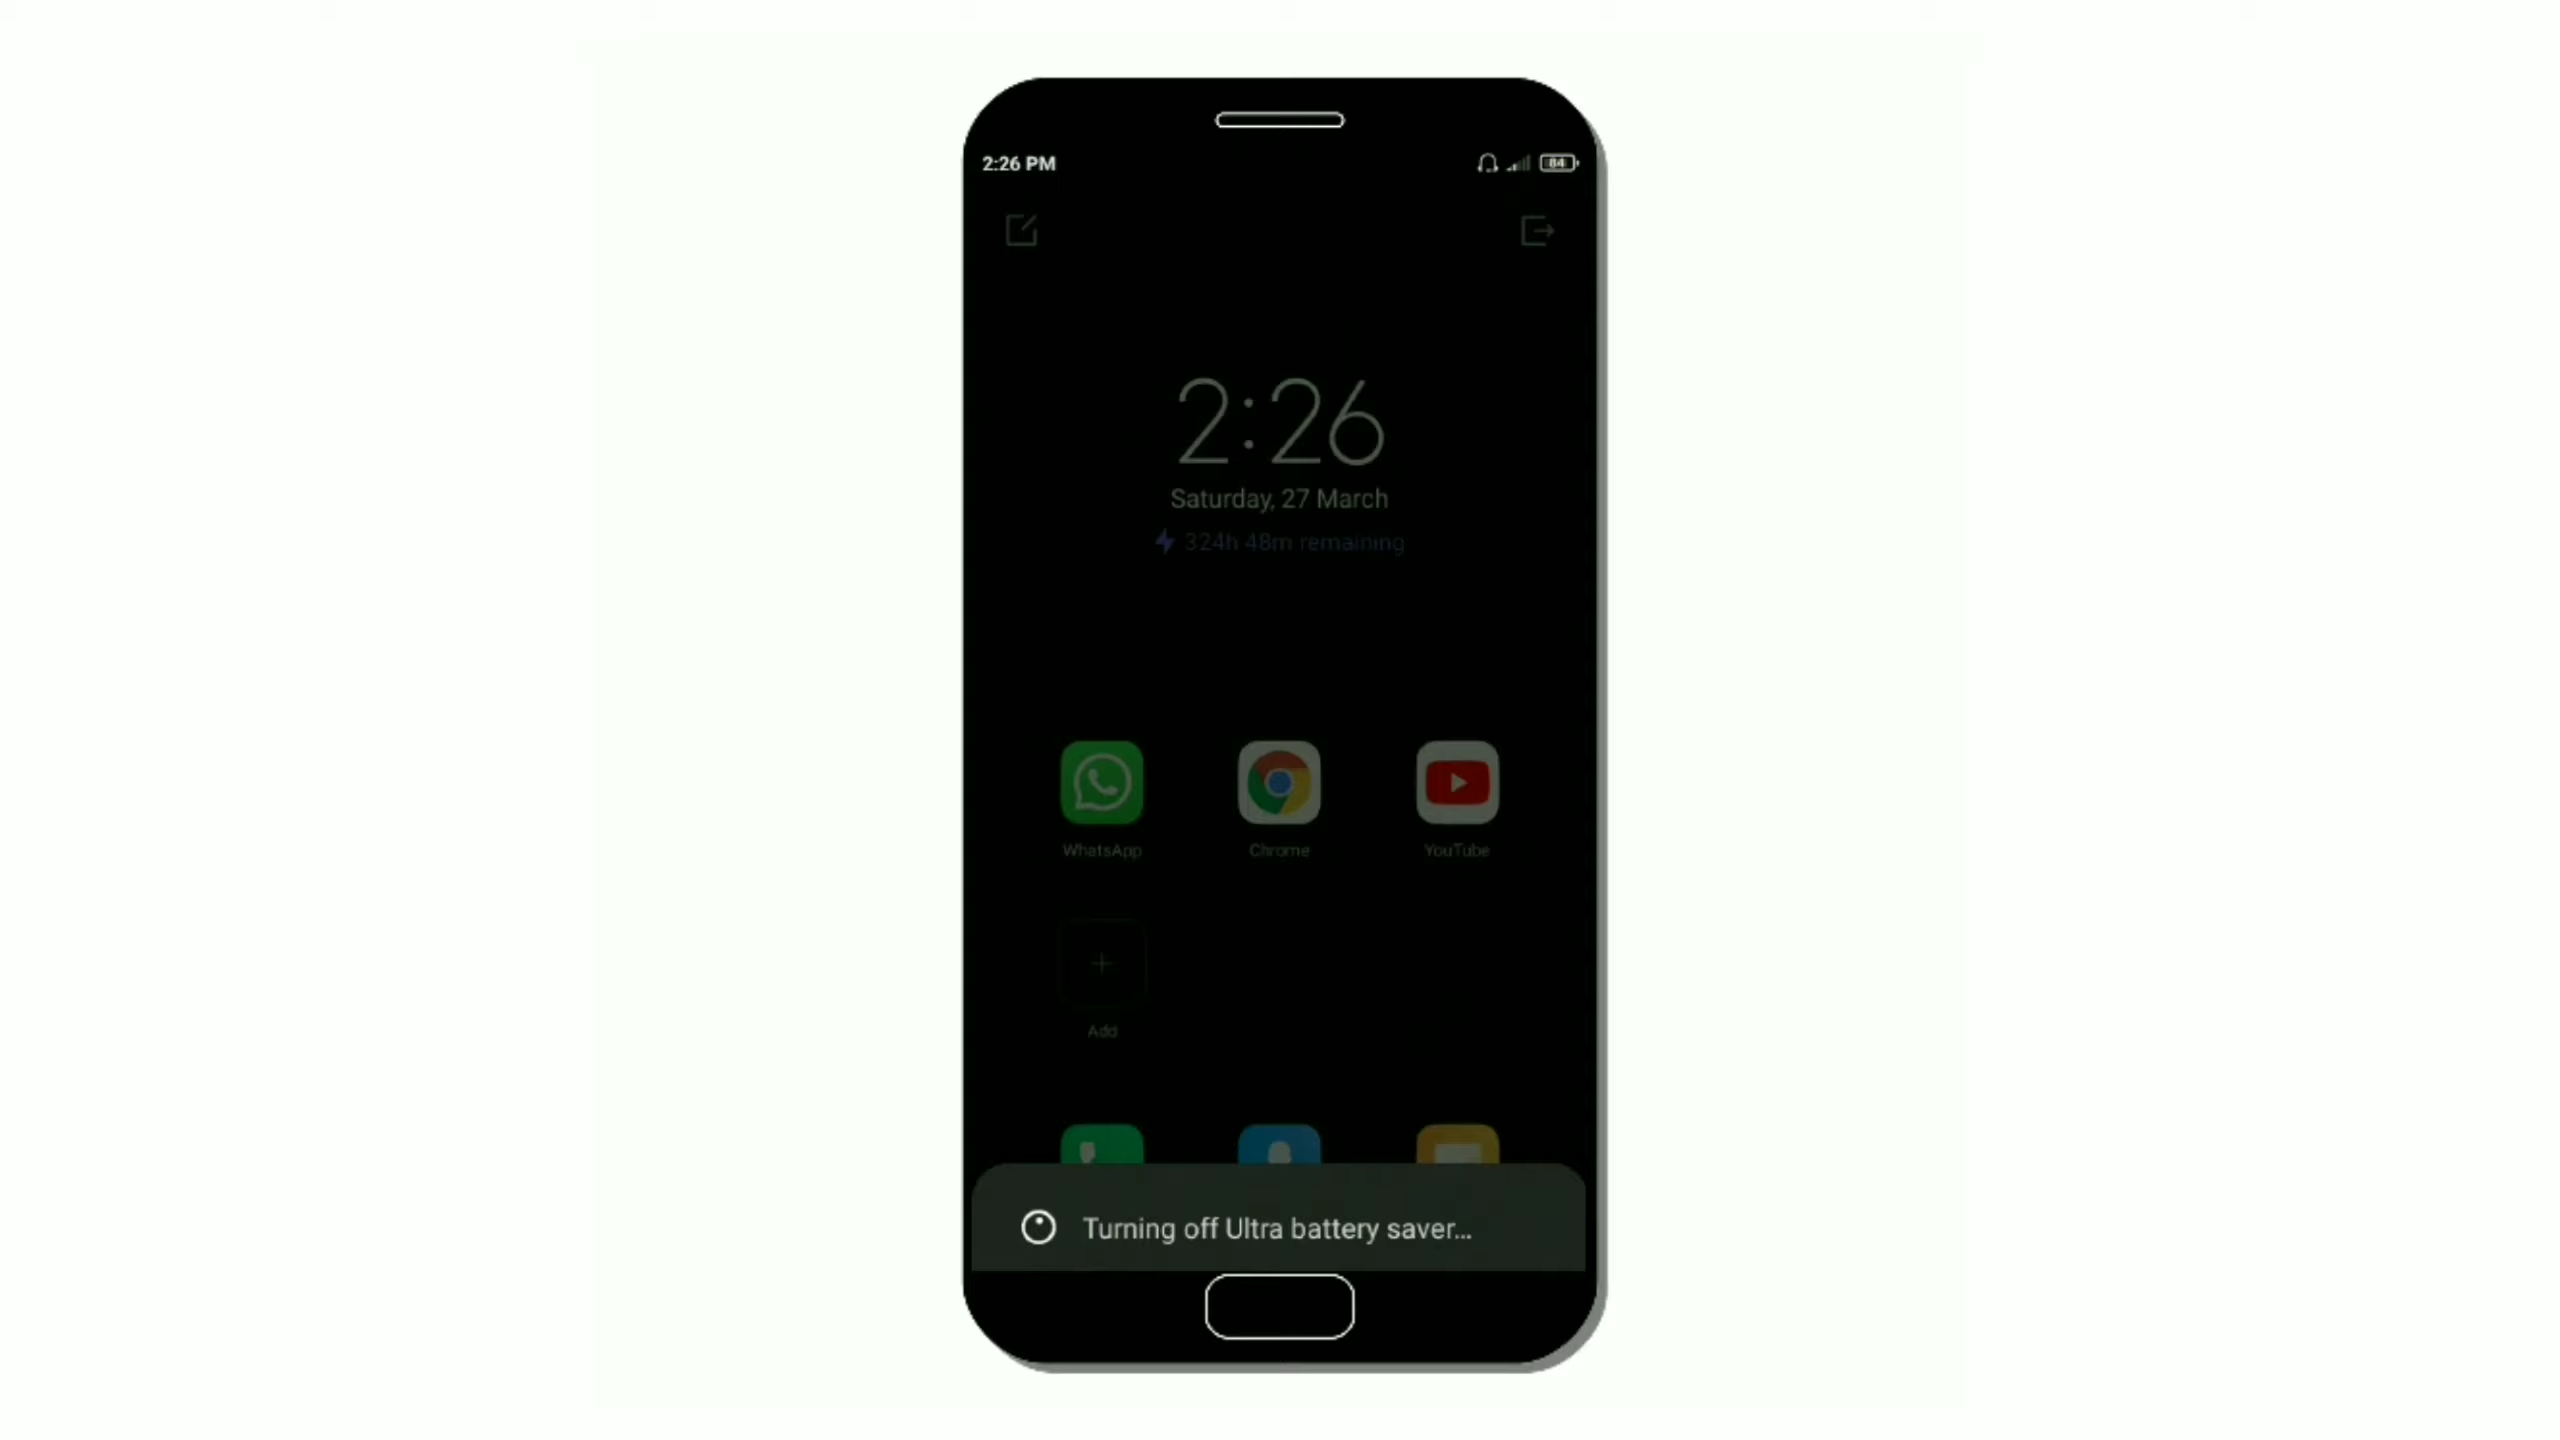 2:26 PM
84
2:26
Saturday, 27 March
324h 48m remaining
WhatsApp
Chrome
YouTube
Add
Turning off Ultra battery saver...